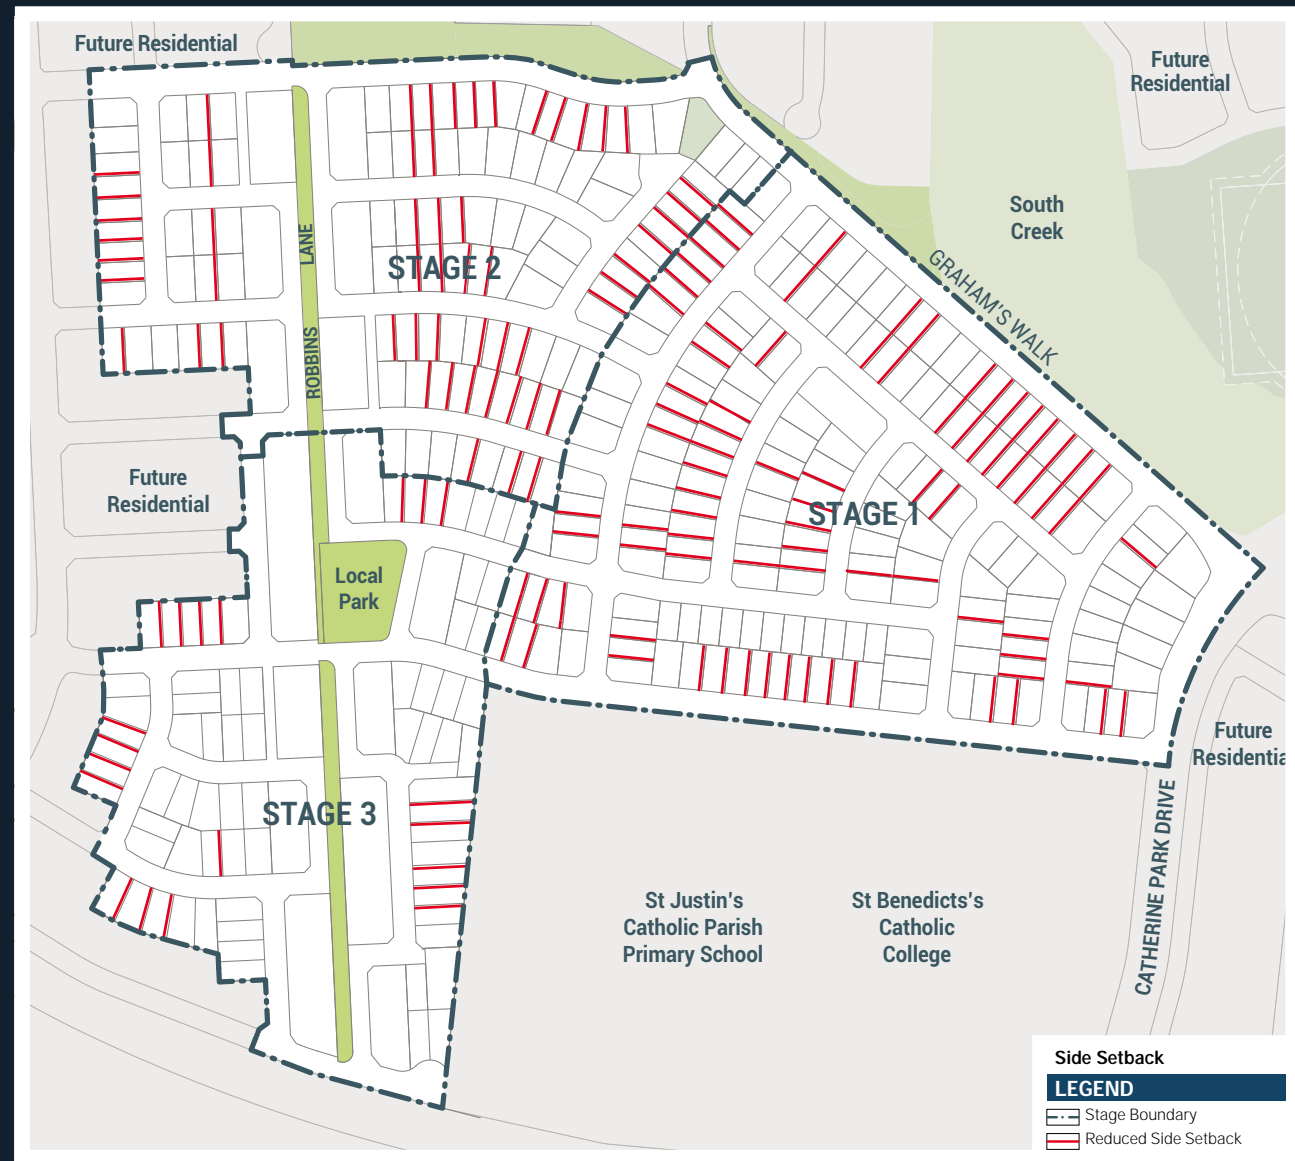 Future Residential
Future
Residential
South
Creek
GRAHAM'S WALK
LANE
STAGE 2
ROBBINS
Future
Residential
STAGE 1
Local
Park
Future
Residentia
STAGE 3
CATHERINE PARK DRIVE
St Justin's
Catholic Parish
Primary School
St Benedicts's
Catholic
College
Side Setback
LEGEND
Stage Boundary
Reduced Side Setback